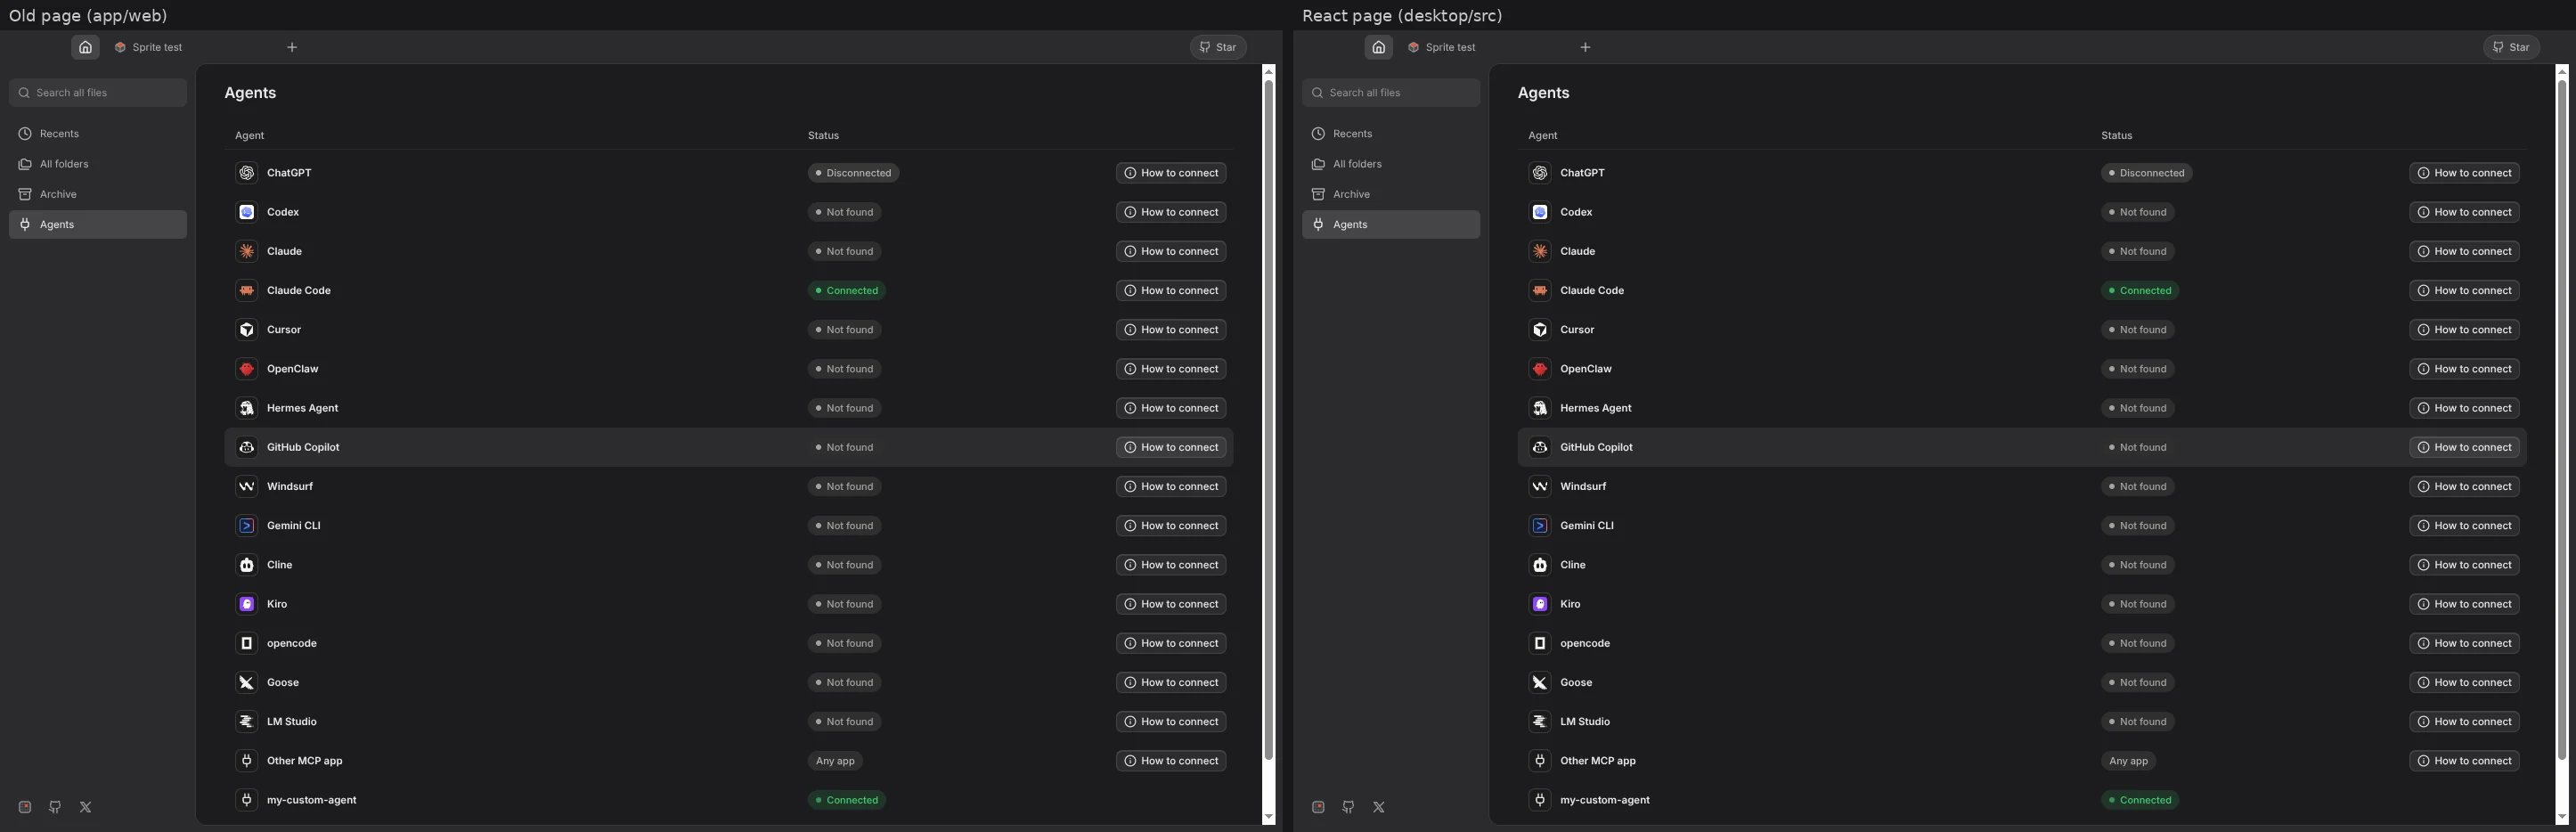 Old page (app/web)
Sprite test
Star
Search all files
Recents
All folders
Archive
Agents
Agents
Agent Status
ChatGPT Disconnected How to connect
Codex Not found How to connect
Claude Not found How to connect
Claude Code Connected How to connect
Cursor Not found How to connect
OpenClaw Not found How to connect
Hermes Agent Not found How to connect
GitHub Copilot Not found How to connect
Windsurf Not found How to connect
Gemini CLI Not found How to connect
Cline Not found How to connect
Kiro Not found How to connect
opencode Not found How to connect
Goose Not found How to connect
LM Studio Not found How to connect
Other MCP app Any app How to connect
my-custom-agent Connected
React page (desktop/src)
Sprite test
Star
Search all files
Recents
All folders
Archive
Agents
Agents
Agent Status
ChatGPT Disconnected How to connect
Codex Not found How to connect
Claude Not found How to connect
Claude Code Connected How to connect
Cursor Not found How to connect
OpenClaw Not found How to connect
Hermes Agent Not found How to connect
GitHub Copilot Not found How to connect
Windsurf Not found How to connect
Gemini CLI Not found How to connect
Cline Not found How to connect
Kiro Not found How to connect
opencode Not found How to connect
Goose Not found How to connect
LM Studio Not found How to connect
Other MCP app Any app How to connect
my-custom-agent Connected